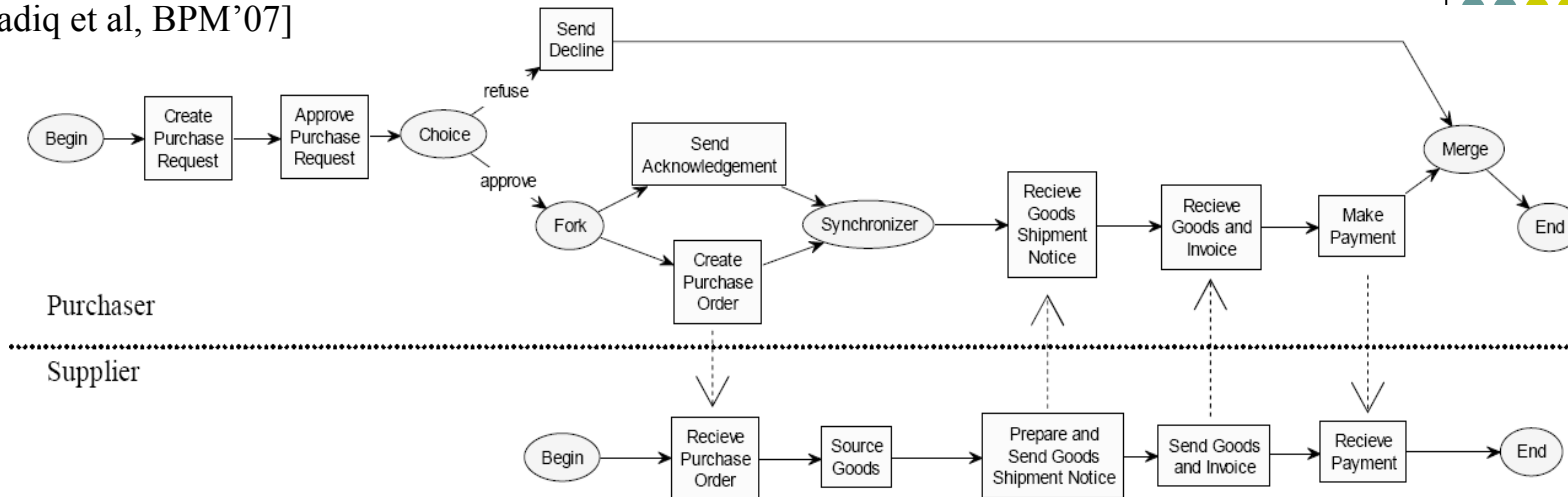 adiq et al, BPM'07]
Send
Decline
refuse
Begin
Create
Purchase
Request
Approve
Purchase
Request
Choice
approve
Send
Acknowledgement
Fork
Create
Purchase
Order
Synchronizer
Recieve
Goods
Shipment
Notice
Recieve
Goods and
Invoice
Make
Payment
Merge
End
Purchaser
Supplier
Begin
Recieve
Purchase
Order
Source
Goods
Prepare and
Send Goods
Shipment Notice
Send Goods
and Invoice
Recieve
Payment
End